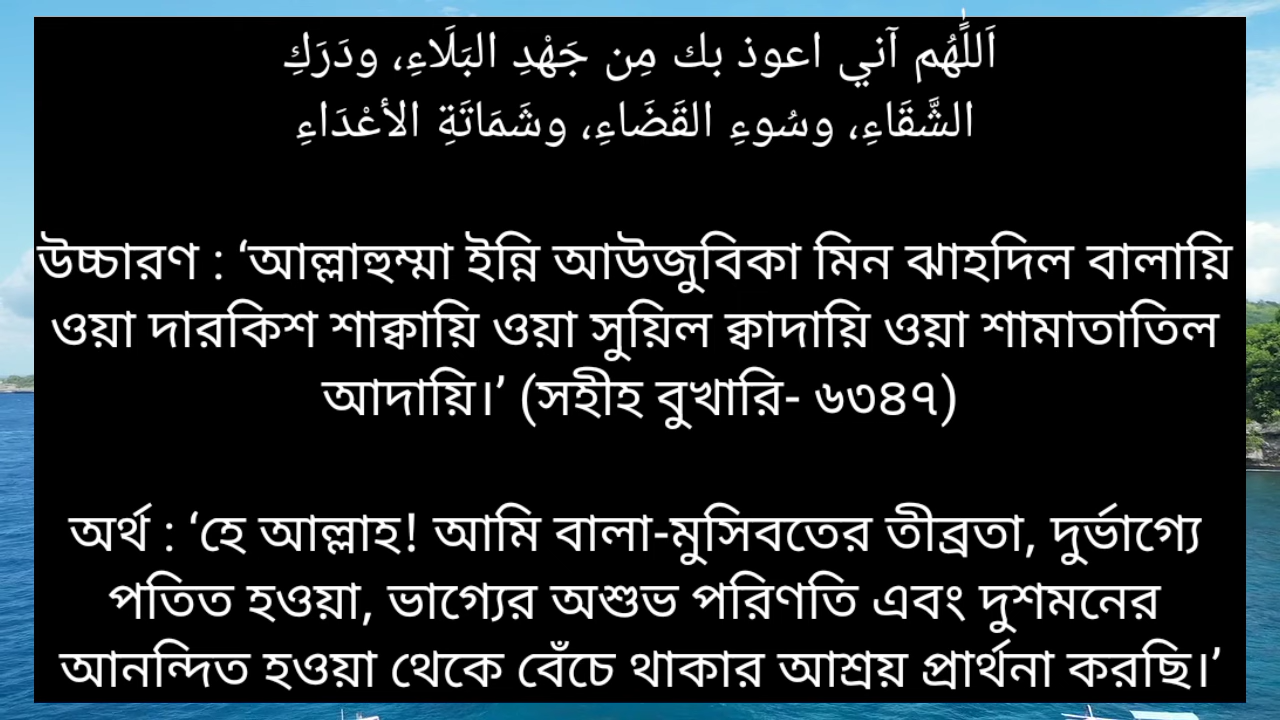 اَللَّٰهُم آني اعوذ بك مِن جَهْدِ البَلَاءِ، ودَرَكِ
الشَّقَاءِ، وسُوءِ القَضَاءِ، وشَمَاتَةِ الأعْدَاءِ
উচ্চারণ : ‘আল্লাহুম্মা ইন্নি আউজুবিকা মিন ঝাহদিল বালায়ি
ওয়া দারকিশ শাক্বায়ি ওয়া সুয়িল ক্বাদায়ি ওয়া শামাতাতিল
আদায়ি।’ (সহীহ বুখারি- ৬৩৪৭)
অর্থ : ‘হে আল্লাহ! আমি বালা-মুসিবতের তীব্রতা, দুর্ভাগ্যে
পতিত হওয়া, ভাগ্যের অশুভ পরিণতি এবং দুশমনের
আনন্দিত হওয়া থেকে বেঁচে থাকার আশ্রয় প্রার্থনা করছি।’